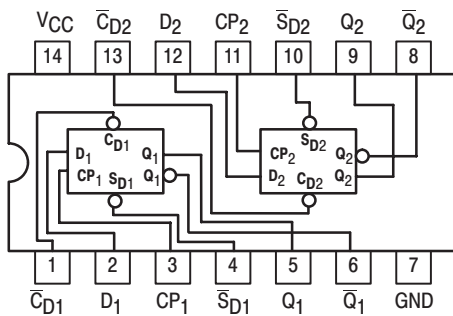 VCC C̅D2 D2 CP2 S̅D2 Q2 Q̅2
14 13 12 11 10 9 8
CD1 SD2
D1 Q1 CP2 Q2
CP1 SD1 Q1 D2 CD2 Q2
1 2 3 4 5 6 7
C̅D1 D1 CP1 S̅D1 Q1 Q̅1 GND